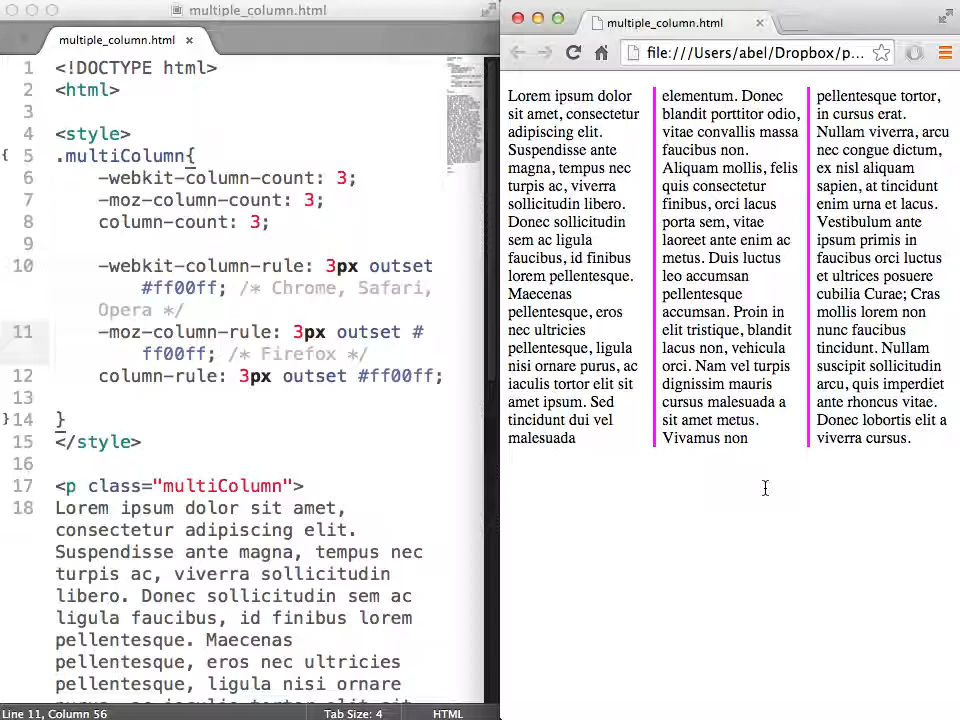 multiple_column.html
multiple_column.html ×
1 <!DOCTYPE html>
2 <html>
3
4 <style>
{ 5 .multiColumn{
6 -webkit-column-count: 3;
7 -moz-column-count: 3;
8 column-count: 3;
9
10 -webkit-column-rule: 3px outset
#ff00ff; /* Chrome, Safari,
Opera */
11 -moz-column-rule: 3px outset #
ff00ff; /* Firefox */
12 column-rule: 3px outset #ff00ff;
13
}14 }
15 </style>
16
17 <p class="multiColumn">
18 Lorem ipsum dolor sit amet,
consectetur adipiscing elit.
Suspendisse ante magna, tempus nec
turpis ac, viverra sollicitudin
libero. Donec sollicitudin sem ac
ligula faucibus, id finibus lorem
pellentesque. Maecenas
pellentesque, eros nec ultricies
pellentesque, ligula nisi ornare
Line 11, Column 56
Tab Size: 4
HTML
multiple_column.html ×
file:///Users/abel/Dropbox/p...
Lorem ipsum dolor
sit amet, consectetur
adipiscing elit.
Suspendisse ante
magna, tempus nec
turpis ac, viverra
sollicitudin libero.
Donec sollicitudin
sem ac ligula
faucibus, id finibus
lorem pellentesque.
Maecenas
pellentesque, eros
nec ultricies
pellentesque, ligula
nisi ornare purus, ac
iaculis tortor elit sit
amet ipsum. Sed
tincidunt dui vel
malesuada
elementum. Donec
blandit porttitor odio,
vitae convallis massa
faucibus non.
Aliquam mollis, felis
quis consectetur
finibus, orci lacus
porta sem, vitae
laoreet ante enim ac
metus. Duis luctus
leo accumsan
pellentesque
accumsan. Proin in
elit tristique, blandit
lacus non, vehicula
orci. Nam vel turpis
dignissim mauris
cursus malesuada a
sit amet metus.
Vivamus non
pellentesque tortor,
in cursus erat.
Nullam viverra, arcu
nec congue dictum,
ex nisl aliquam
sapien, at tincidunt
enim urna et lacus.
Vestibulum ante
ipsum primis in
faucibus orci luctus
et ultrices posuere
cubilia Curae; Cras
mollis lorem non
nunc faucibus
tincidunt. Nullam
suscipit sollicitudin
arcu, quis imperdiet
ante rhoncus vitae.
Donec lobortis elit a
viverra cursus.